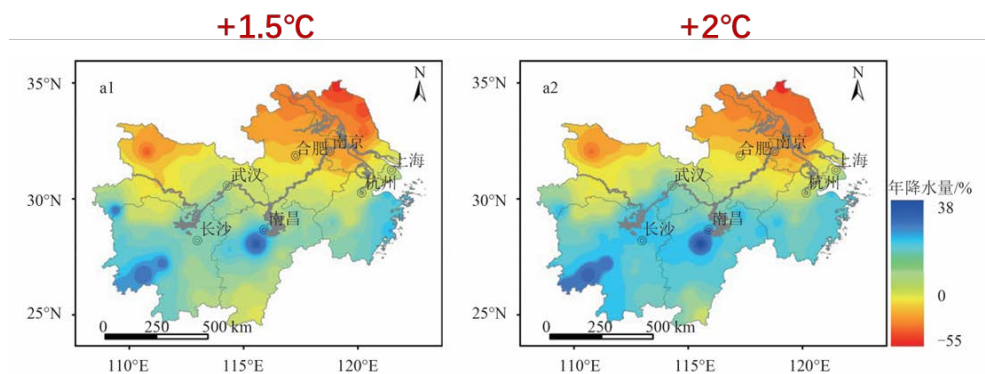 +1.5℃
+2℃
35°N
30°N
25°N
a1
N
合肥
南京
上海
武汉
杭州
长沙
南昌
0 250 500 km
110°E 115°E 120°E
35°N
30°N
25°N
a2
N
合肥
南京
上海
武汉
杭州
长沙
南昌
0 250 500 km
110°E 115°E 120°E
年降水量/%
38
0
-55